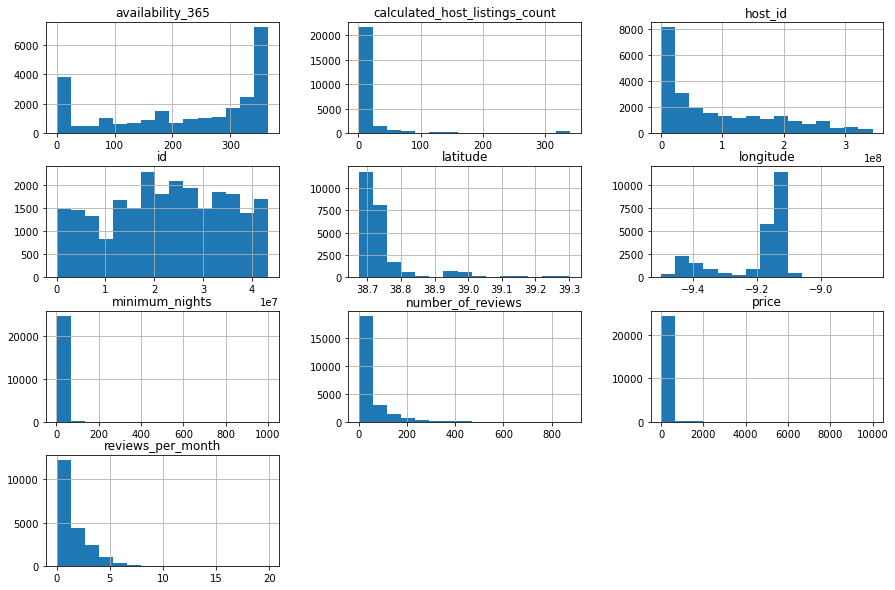 availability_365
6000
4000
2000
0
0 100 200 300
calculated_host_listings_count
20000
15000
10000
5000
0
0 100 200 300
host_id
8000
6000
4000
2000
0
0 1 2 3
1e8
id
2000
1500
1000
500
0
0 1 2 3 4
1e7
latitude
10000
7500
5000
2500
0
38.7 38.8 38.9 39.0 39.1 39.2 39.3
longitude
10000
7500
5000
2500
0
−9.4 −9.2 −9.0
minimum_nights
20000
10000
0
0 200 400 600 800 1000
number_of_reviews
15000
10000
5000
0
0 200 400 600 800
price
20000
10000
0
0 2000 4000 6000 8000 10000
reviews_per_month
10000
5000
0
0 5 10 15 20